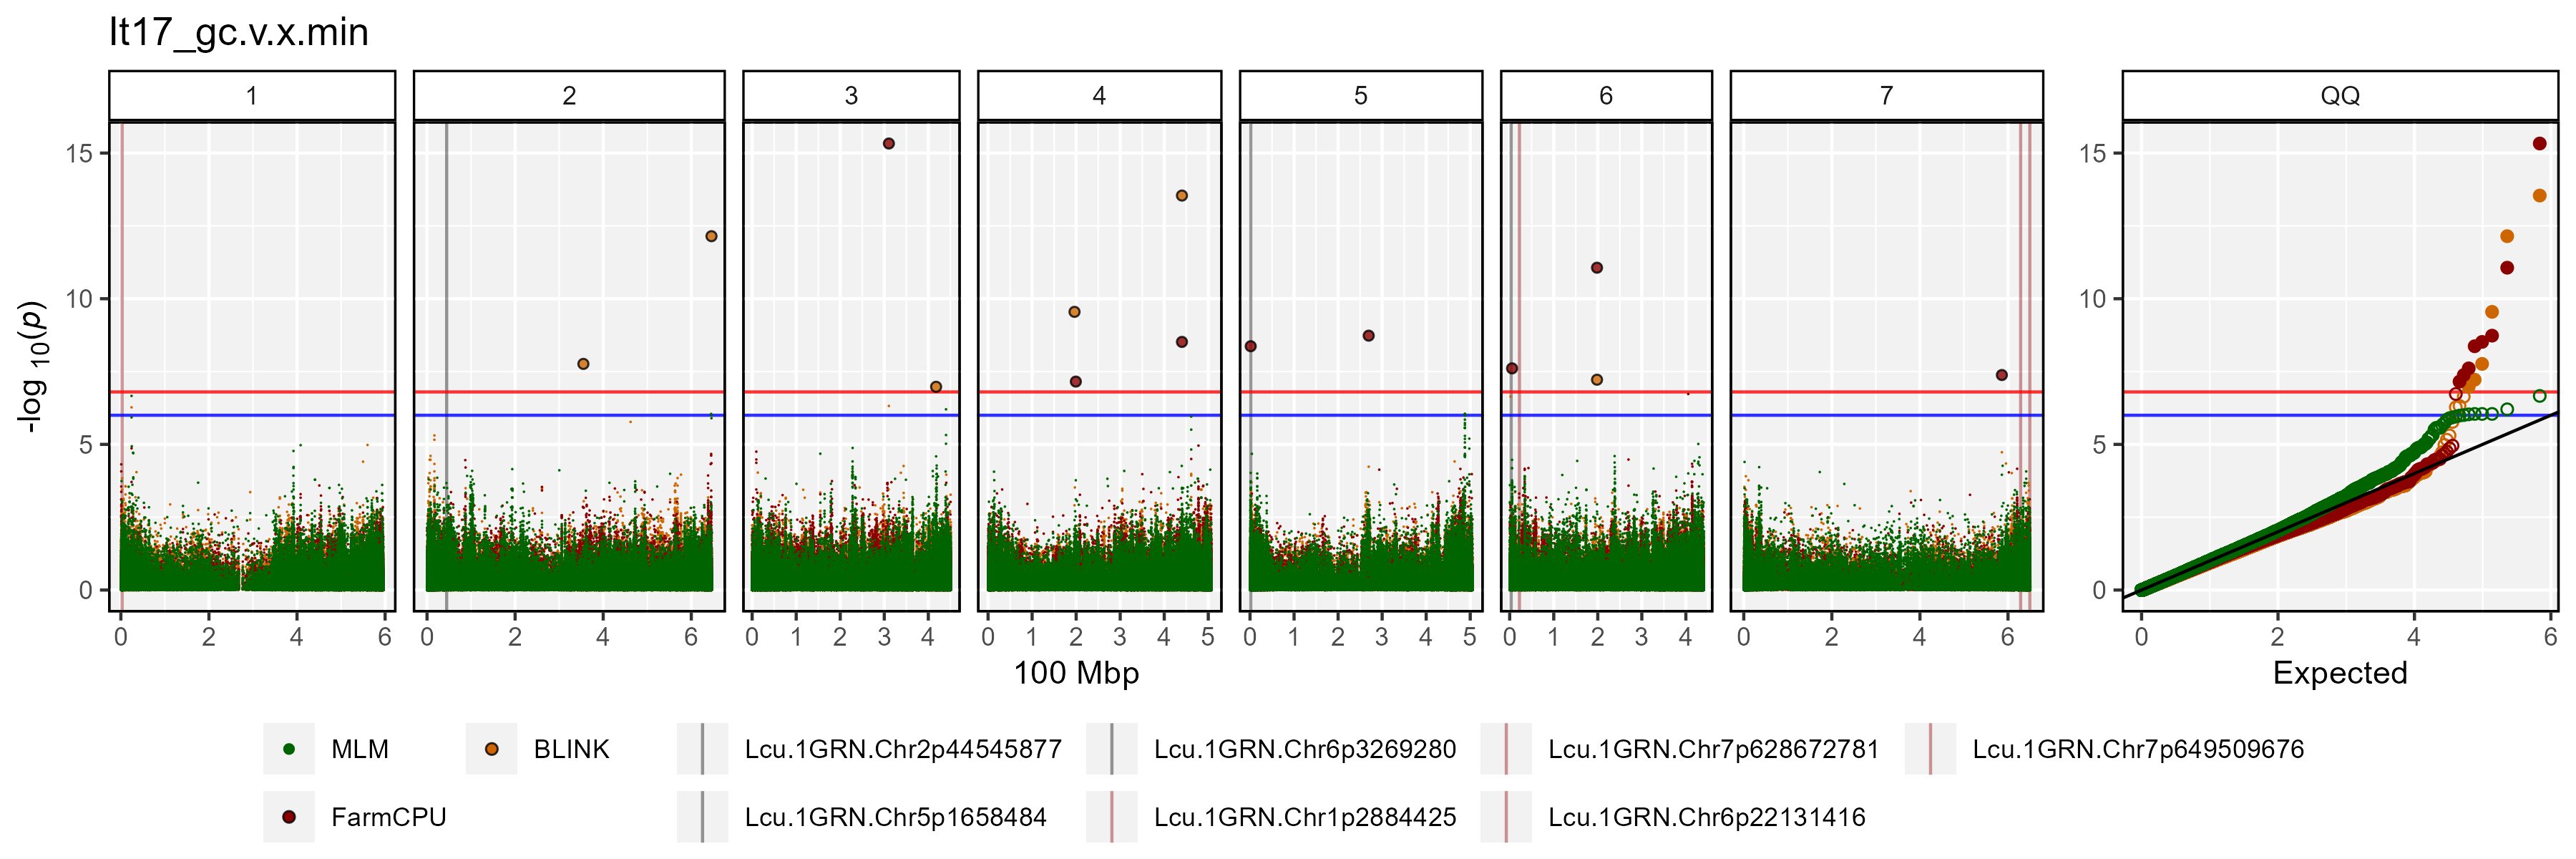 lt17_gc.v.x.min
1 2 3 4 5 6 7 QQ
15 15
10 10
5 5
0 0
-log 10(p)
0 2 4 6 0 2 4 6 0 1 2 3 4 0 1 2 3 4 5 0 1 2 3 4 5 0 1 2 3 4 0 2 4 6 0 2 4 6
100 Mbp Expected
MLM BLINK Lcu.1GRN.Chr2p44545877 Lcu.1GRN.Chr6p3269280 Lcu.1GRN.Chr7p628672781 Lcu.1GRN.Chr7p649509676
FarmCPU Lcu.1GRN.Chr5p1658484 Lcu.1GRN.Chr1p2884425 Lcu.1GRN.Chr6p22131416